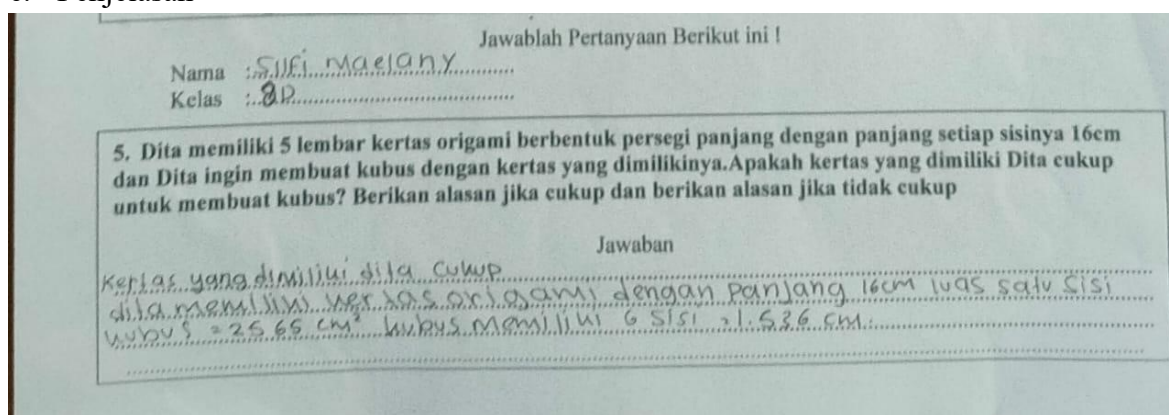 Jawablah Pertanyaan Berikut ini !
Nama : Silfi Maelany
Kelas : 8D
5. Dita memiliki 5 lembar kertas origami berbentuk persegi panjang dengan panjang setiap sisinya 16cm
dan Dita ingin membuat kubus dengan kertas yang dimilikinya.Apakah kertas yang dimiliki Dita cukup
untuk membuat kubus? Berikan alasan jika cukup dan berikan alasan jika tidak cukup
Jawaban
Kertas yang dimiliki dita cukup
dita memiliki kertas origami dengan panjang 16cm luas satu sisi
kubus = 2565 cm² kubus memiliki 6 sisi = 1.536 cm.